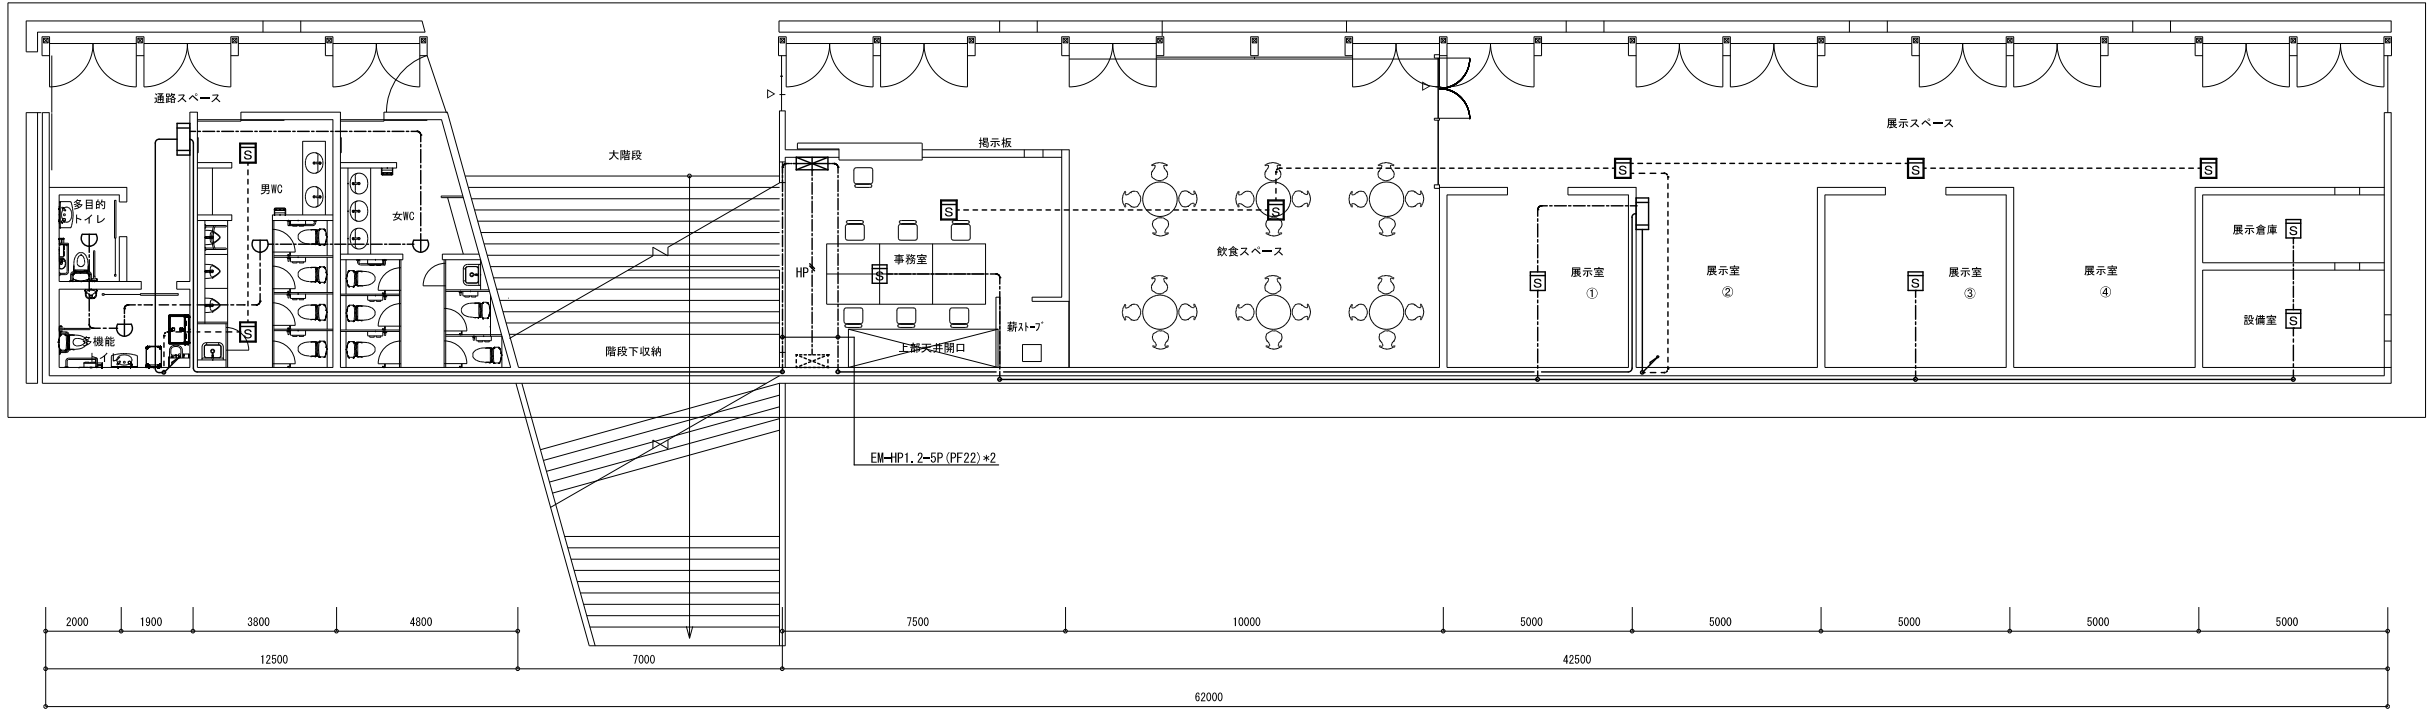 通路スペース
大階段
掲示板
展示スペース
S
S
S
S
男WC
多目的
トイレ
女WC
S
S
HP
事務室
S
飲食スペース
展示室
①
S
展示室
②
展示室
③
S
展示室
④
展示倉庫
S
設備室
S
S
多機能
トイレ
階段下収納
上部天井開口
薪ｽﾄｰﾌﾞ
EM-HP1.2-5P(PF22)*2
2000
1900
3800
4800
7500
10000
5000
5000
5000
5000
5000
12500
7000
42500
62000